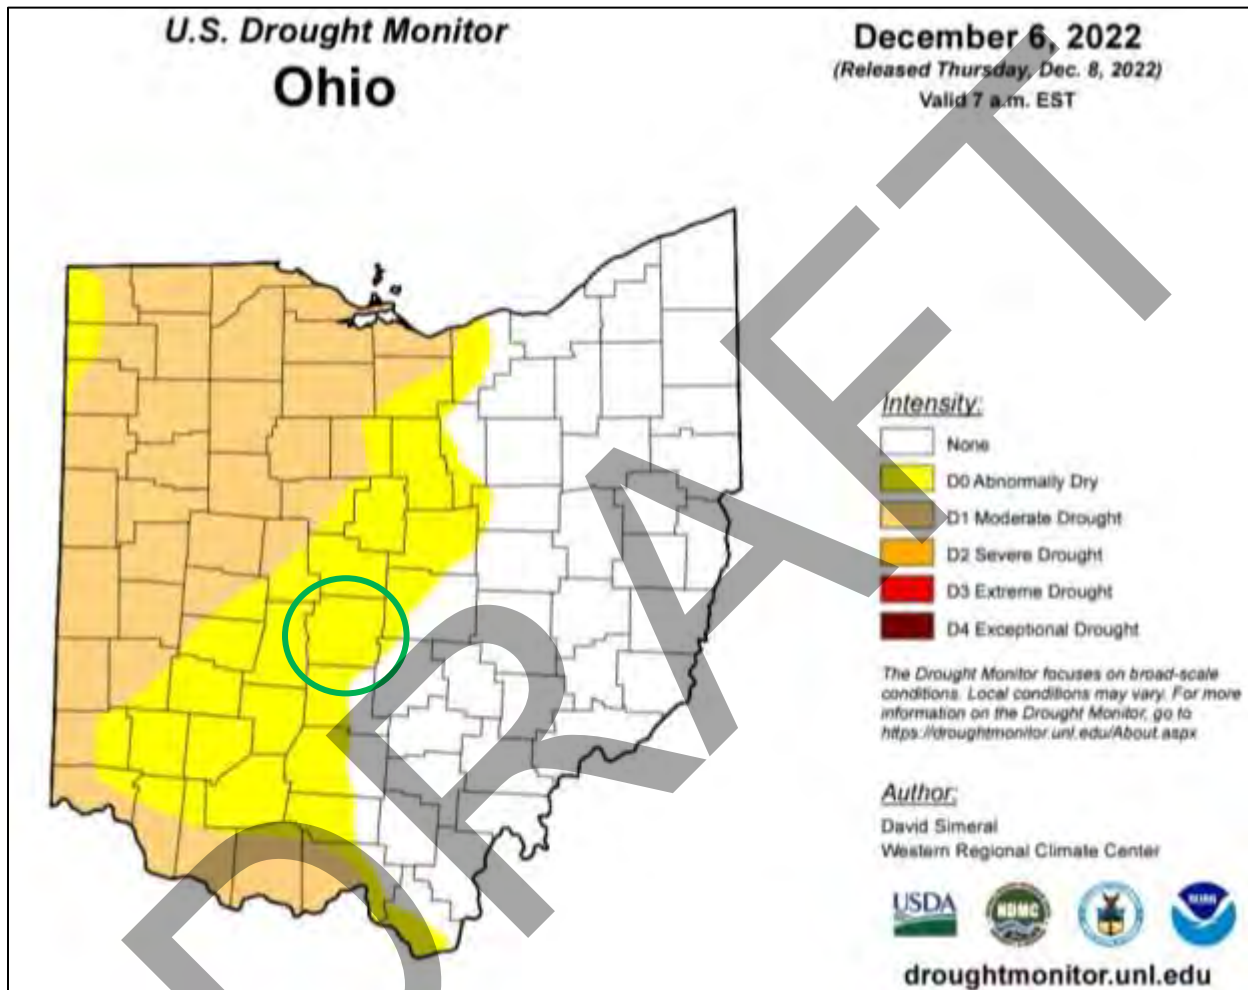 U.S. Drought Monitor
Ohio
December 6, 2022
(Released Thursday, Dec. 8, 2022)
Valid 7 a.m. EST
Intensity:
None
D0 Abnormally Dry
D1 Moderate Drought
D2 Severe Drought
D3 Extreme Drought
D4 Exceptional Drought
The Drought Monitor focuses on broad-scale
conditions. Local conditions may vary. For more
information on the Drought Monitor, go to
https://droughtmonitor.unl.edu/About.aspx
Author:
David Simeral
Western Regional Climate Center
USDA
NDMC
NOAA
droughtmonitor.unl.edu
DRAFT